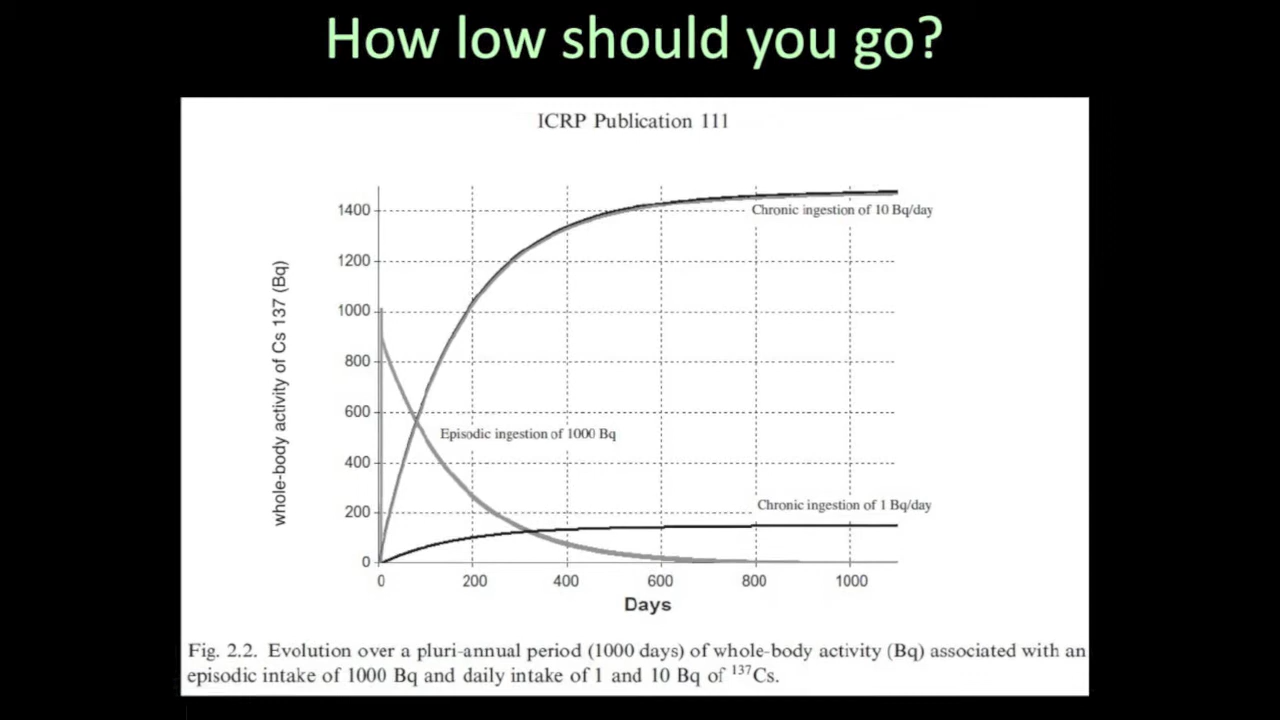 How low should you go?
ICRP Publication 111
whole-body activity of Cs 137 (Bq)
1400
1200
1000
800
600
400
200
0
Chronic ingestion of 10 Bq/day
Episodic ingestion of 1000 Bq
Chronic ingestion of 1 Bq/day
0 200 400 600 800 1000
Days
Fig. 2.2. Evolution over a pluri-annual period (1000 days) of whole-body activity (Bq) associated with an
episodic intake of 1000 Bq and daily intake of 1 and 10 Bq of ¹³⁷Cs.